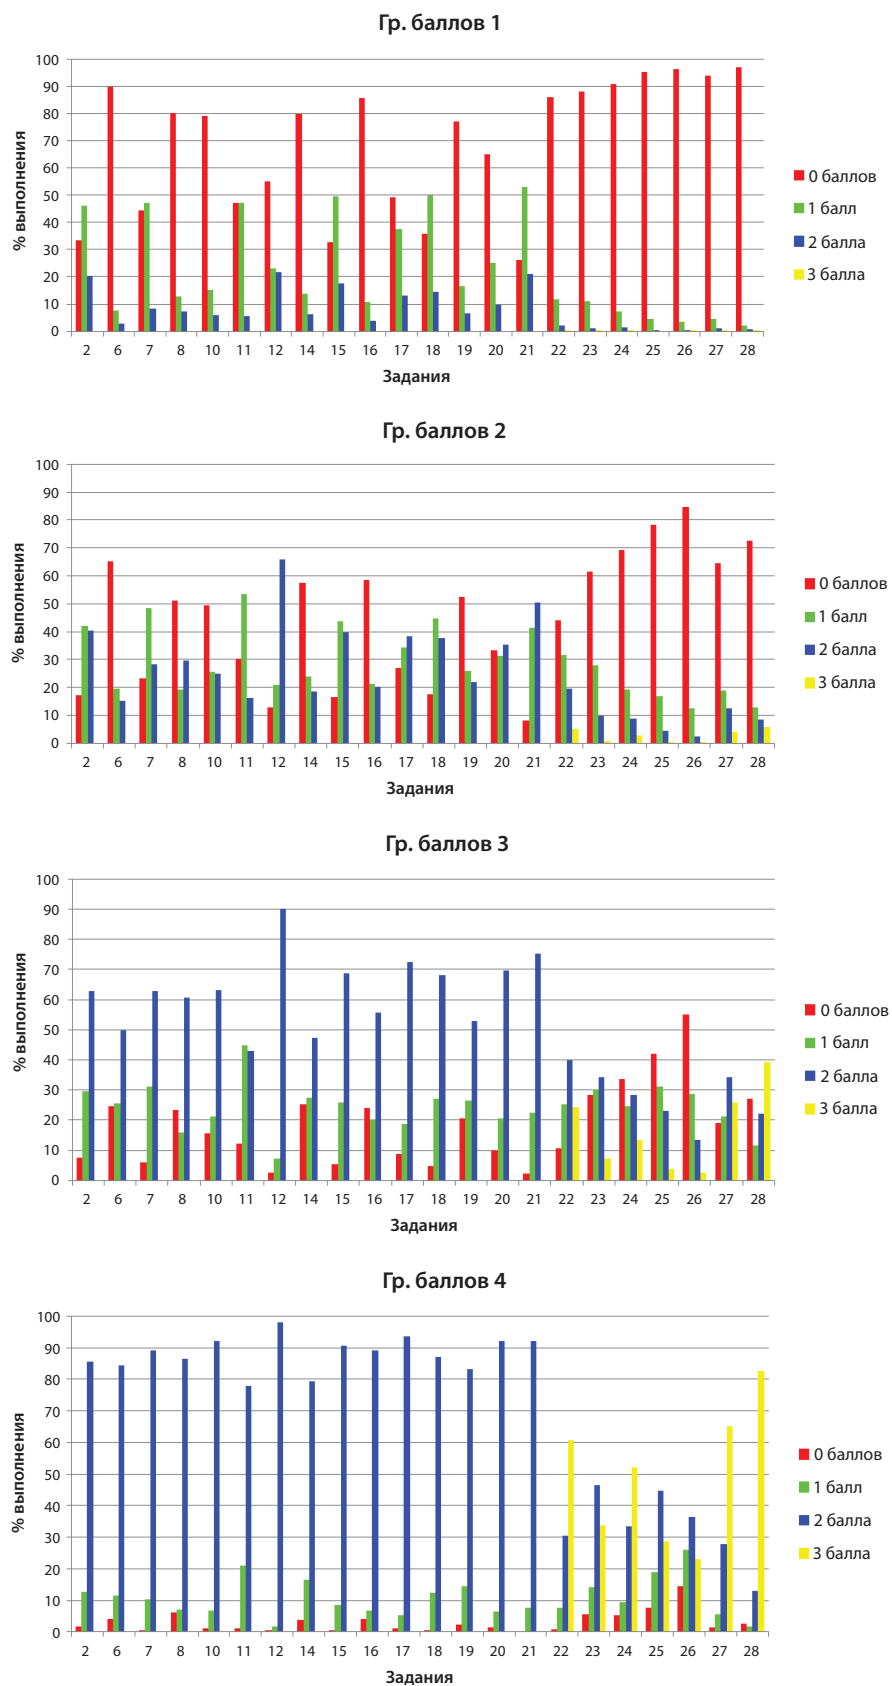 Гр. баллов 1
% выполнения
100
90
80
70
60
50
40
30
20
10
0
2 6 7 8 10 11 12 14 15 16 17 18 19 20 21 22 23 24 25 26 27 28
Задания
0 баллов
1 балл
2 балла
3 балла
Гр. баллов 2
% выполнения
100
90
80
70
60
50
40
30
20
10
0
2 6 7 8 10 11 12 14 15 16 17 18 19 20 21 22 23 24 25 26 27 28
Задания
0 баллов
1 балл
2 балла
3 балла
Гр. баллов 3
% выполнения
100
90
80
70
60
50
40
30
20
10
0
2 6 7 8 10 11 12 14 15 16 17 18 19 20 21 22 23 24 25 26 27 28
Задания
0 баллов
1 балл
2 балла
3 балла
Гр. баллов 4
% выполнения
100
90
80
70
60
50
40
30
20
10
0
2 6 7 8 10 11 12 14 15 16 17 18 19 20 21 22 23 24 25 26 27 28
Задания
0 баллов
1 балл
2 балла
3 балла